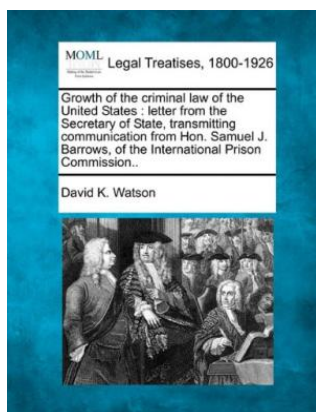 MOML Legal Treatises, 1800-1926
Growth of the criminal law of the
United States : letter from the
Secretary of State, transmitting
communication from Hon. Samuel J.
Barrows, of the International Prison
Commission..
David K. Watson